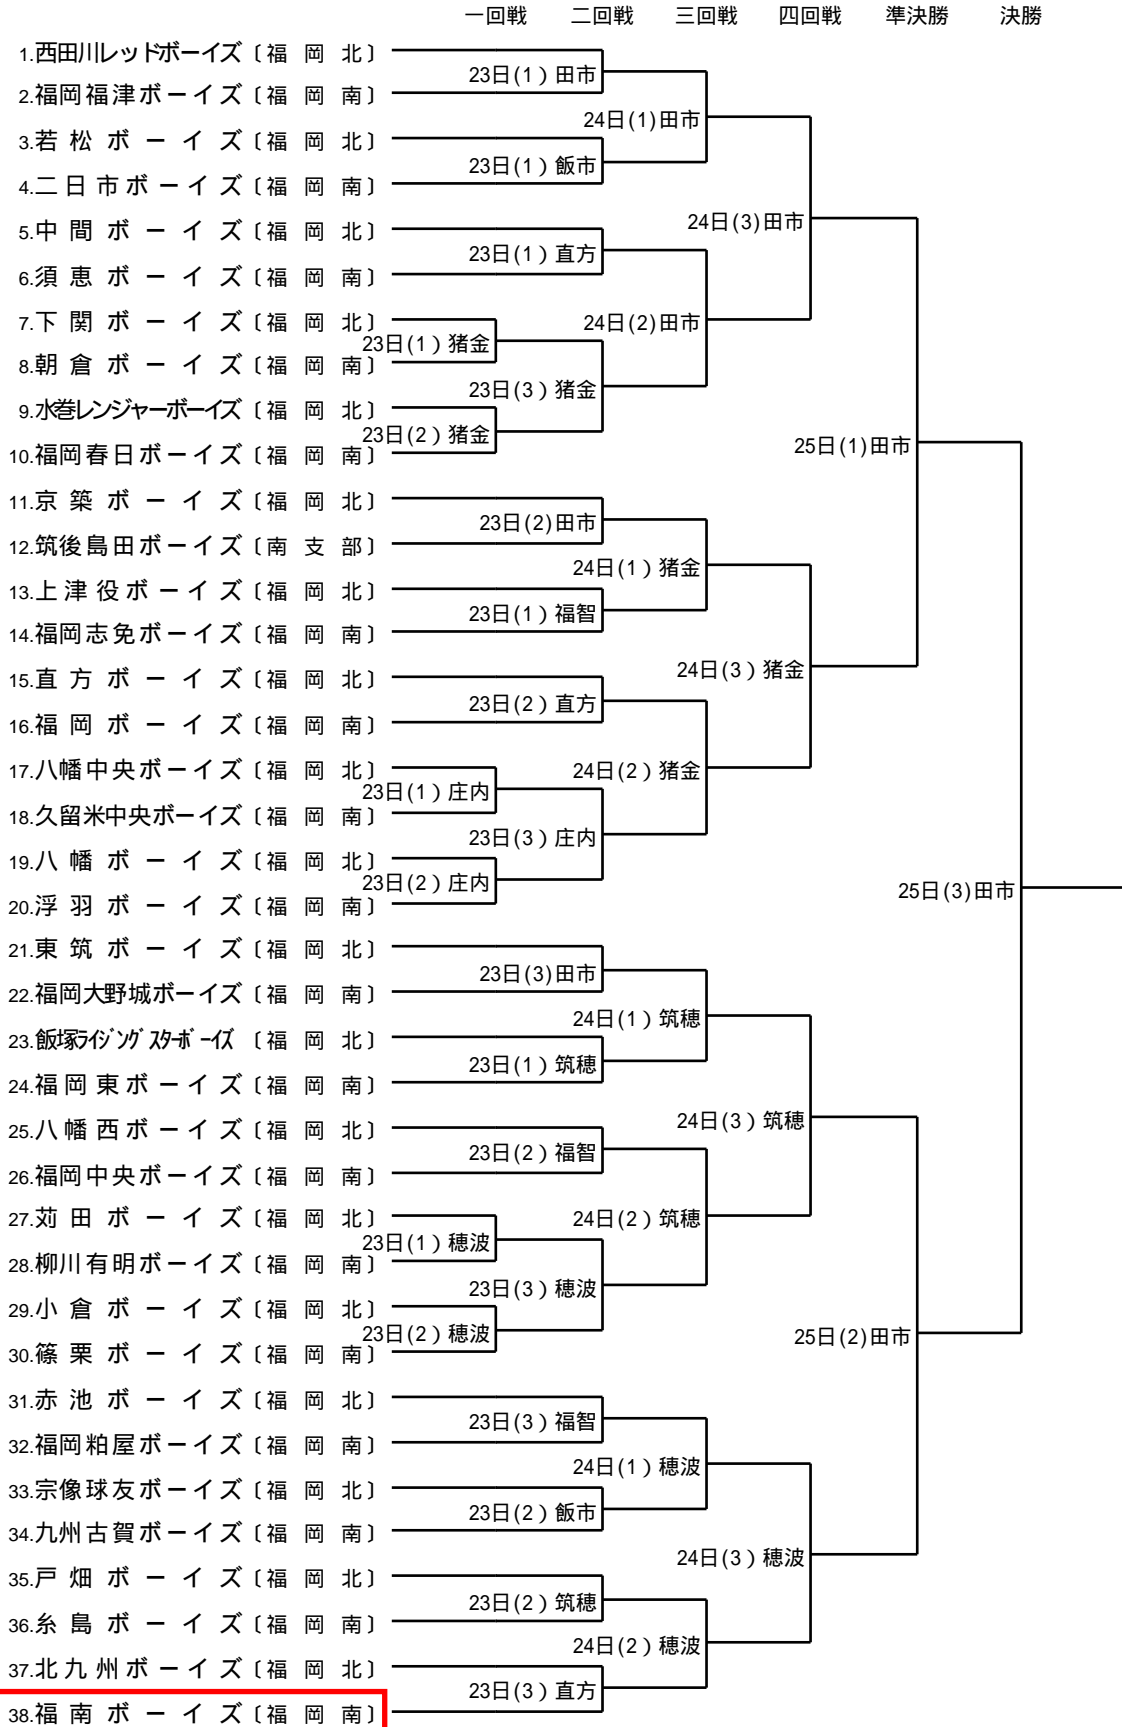 一回戦 二回戦 三回戦 四回戦 準決勝 決勝
1.西田川レッドボーイズ〔福岡北〕
23日(1)田市
2.福岡福津ボーイズ〔福岡南〕
24日(1)田市
3.若松ボーイズ〔福岡北〕
23日(1)飯市
4.二日市ボーイズ〔福岡南〕
24日(3)田市
5.中間ボーイズ〔福岡北〕
23日(1)直方
6.須恵ボーイズ〔福岡南〕
7.下関ボーイズ〔福岡北〕
24日(2)田市
23日(1)猪金
8.朝倉ボーイズ〔福岡南〕
23日(3)猪金
9.水巻レンジャーボーイズ〔福岡北〕
23日(2)猪金
25日(1)田市
10.福岡春日ボーイズ〔福岡南〕
11.京築ボーイズ〔福岡北〕
23日(2)田市
12.筑後島田ボーイズ〔南支部〕
24日(1)猪金
13.上津役ボーイズ〔福岡北〕
23日(1)福智
14.福岡志免ボーイズ〔福岡南〕
24日(3)猪金
15.直方ボーイズ〔福岡北〕
23日(2)直方
16.福岡ボーイズ〔福岡南〕
17.八幡中央ボーイズ〔福岡北〕
24日(2)猪金
23日(1)庄内
18.久留米中央ボーイズ〔福岡南〕
23日(3)庄内
19.八幡ボーイズ〔福岡北〕
23日(2)庄内
25日(3)田市
20.浮羽ボーイズ〔福岡南〕
21.東筑ボーイズ〔福岡北〕
23日(3)田市
22.福岡大野城ボーイズ〔福岡南〕
24日(1)筑穂
23.飯塚ライジングスターボーイズ〔福岡北〕
23日(1)筑穂
24.福岡東ボーイズ〔福岡南〕
24日(3)筑穂
25.八幡西ボーイズ〔福岡北〕
23日(2)福智
26.福岡中央ボーイズ〔福岡南〕
27.苅田ボーイズ〔福岡北〕
24日(2)筑穂
23日(1)穂波
28.柳川有明ボーイズ〔福岡南〕
23日(3)穂波
29.小倉ボーイズ〔福岡北〕
23日(2)穂波
25日(2)田市
30.篠栗ボーイズ〔福岡南〕
31.赤池ボーイズ〔福岡北〕
23日(3)福智
32.福岡粕屋ボーイズ〔福岡南〕
24日(1)穂波
33.宗像球友ボーイズ〔福岡北〕
23日(2)飯市
34.九州古賀ボーイズ〔福岡南〕
24日(3)穂波
35.戸畑ボーイズ〔福岡北〕
23日(2)筑穂
36.糸島ボーイズ〔福岡南〕
24日(2)穂波
37.北九州ボーイズ〔福岡北〕
23日(3)直方
38.福南ボーイズ〔福岡南〕